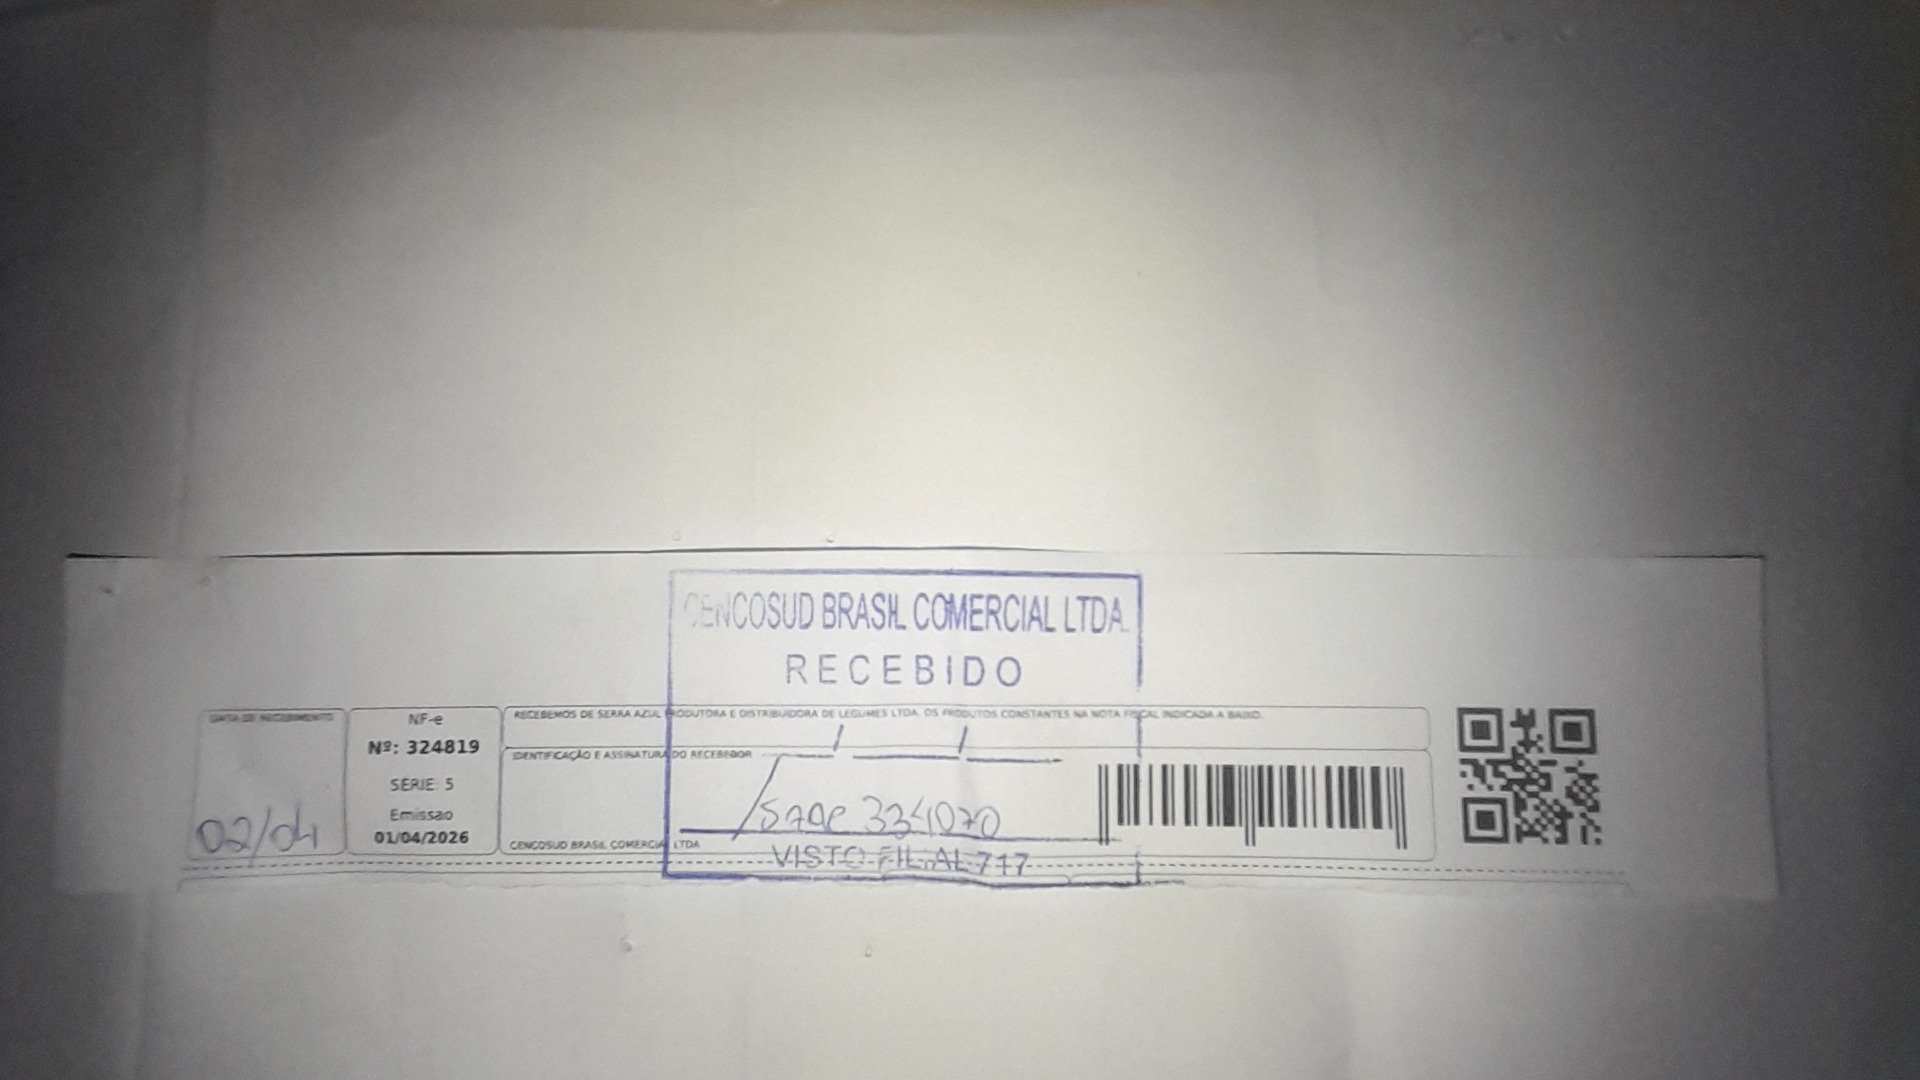 CENCOSUD BRASIL COMERCIAL LTDA.
RECEBIDO
DATA DE RECEBIMENTO
02/04
NF-e
Nº: 324819
SÉRIE: 5
Emissao
01/04/2026
RECEBEMOS DE SERRA AZUL PRODUTORA E DISTRIBUIDORA DE LEGUMES LTDA. OS PRODUTOS CONSTANTES NA NOTA FISCAL INDICADA A BAIXO
IDENTIFICAÇÃO E ASSINATURA DO RECEBEDOR
334070
CENCOSUD BRASIL COMERCIAL LTDA
VISTO FILIAL 717